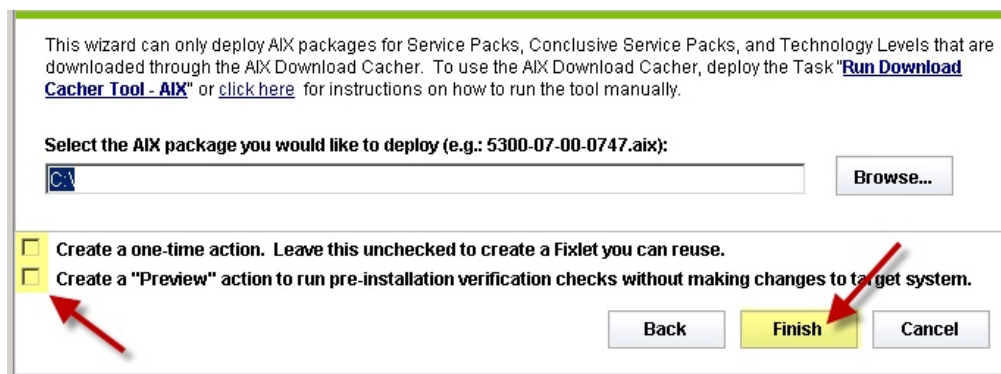 This wizard can only deploy AIX packages for Service Packs, Conclusive Service Packs, and Technology Levels that are
downloaded through the AIX Download Cacher. To use the AIX Download Cacher, deploy the Task "Run Download
Cacher Tool - AIX" or click here for instructions on how to run the tool manually.
Select the AIX package you would like to deploy (e.g.: 5300-07-00-0747.aix):
C:\
Browse...
Create a one-time action. Leave this unchecked to create a Fixlet you can reuse.
Create a "Preview" action to run pre-installation verification checks without making changes to target system.
Back Finish Cancel